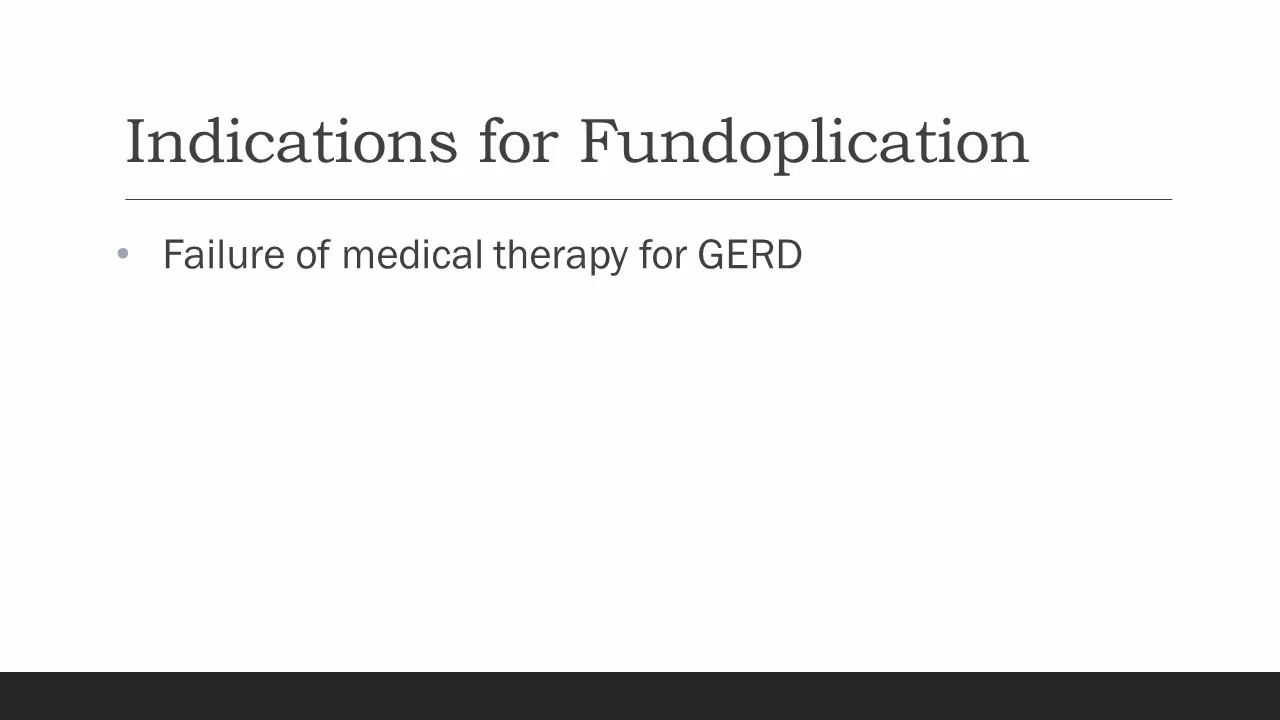 Indications for Fundoplication
• Failure of medical therapy for GERD